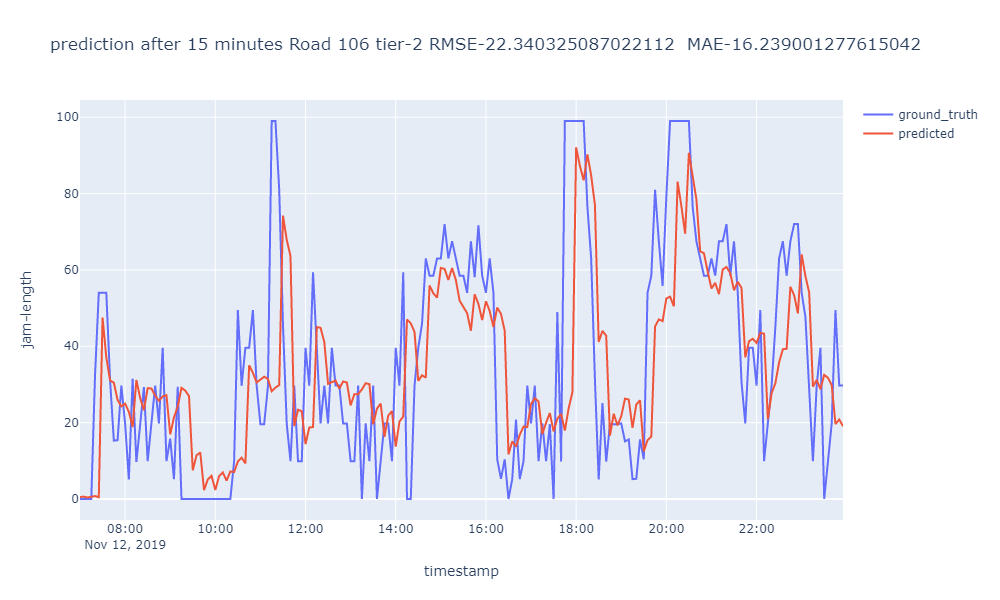 prediction after 15 minutes Road 106 tier-2 RMSE-22.340325087022112  MAE-16.239001277615042
ground_truth
predicted
jam-length
100
80
60
40
20
0
08:00 10:00 12:00 14:00 16:00 18:00 20:00 22:00
Nov 12, 2019
timestamp